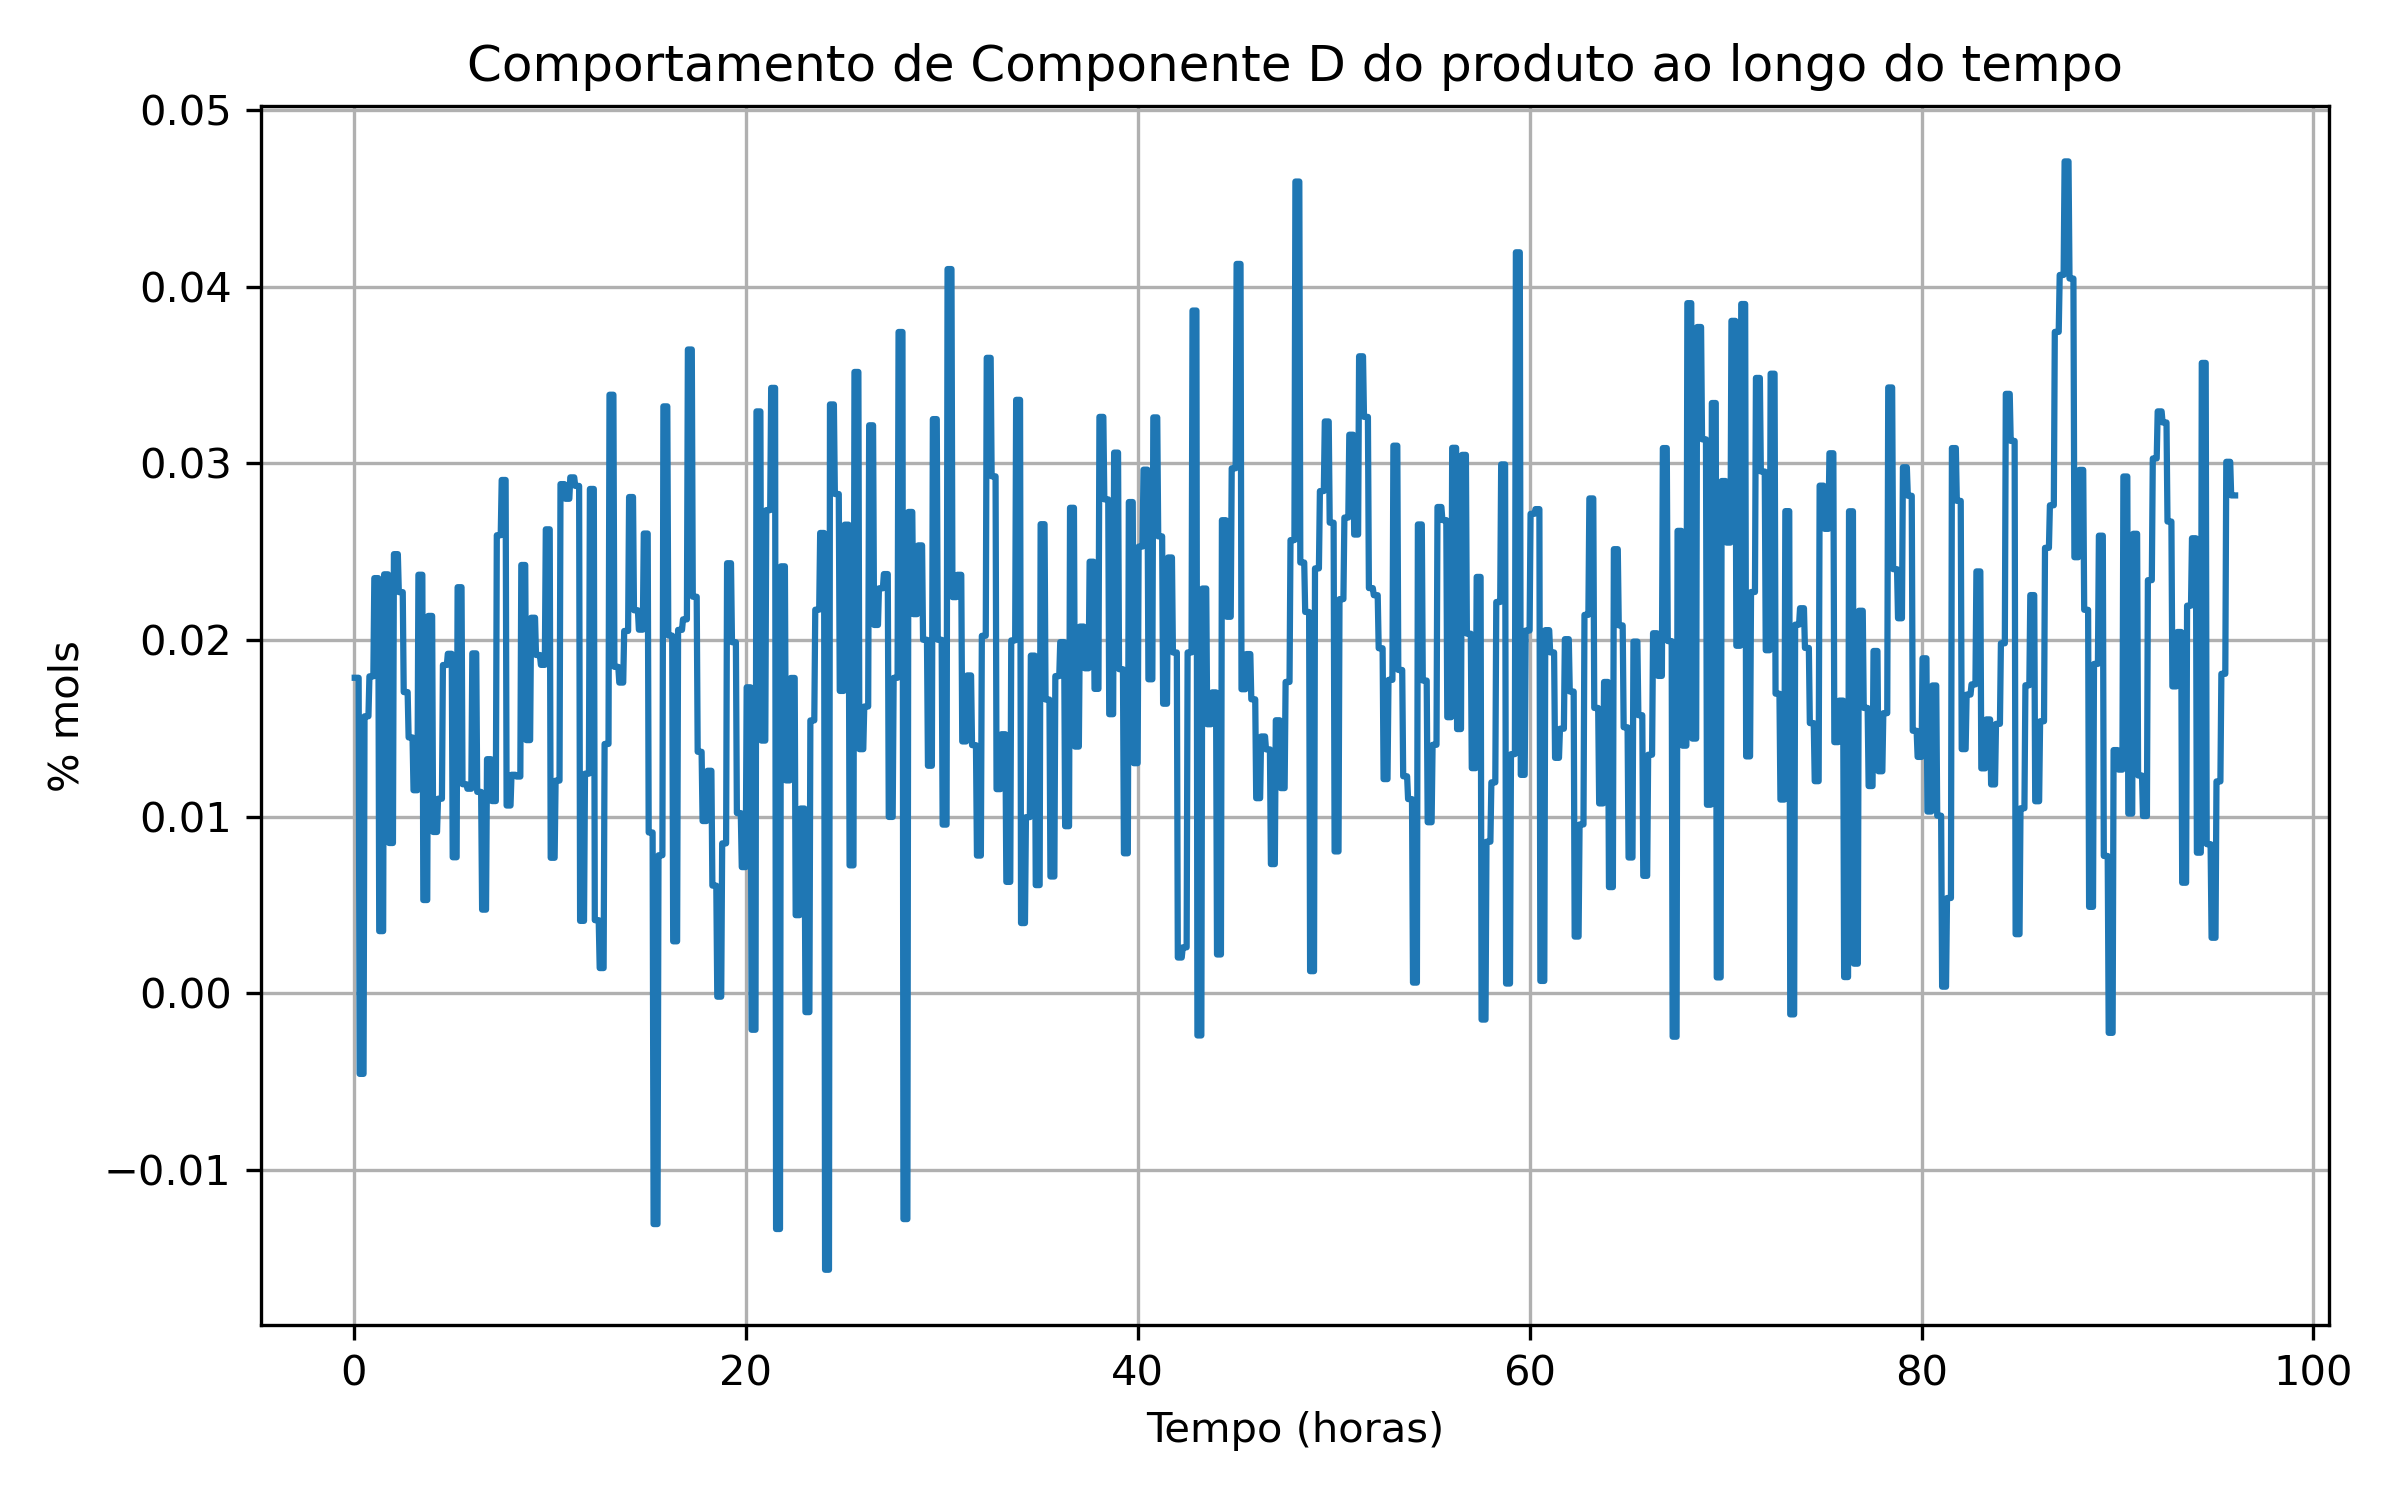 Comportamento de Componente D do produto ao longo do tempo
0.05
0.04
0.03
0.02
0.01
0.00
−0.01
% mols
0 20 40 60 80 100
Tempo (horas)